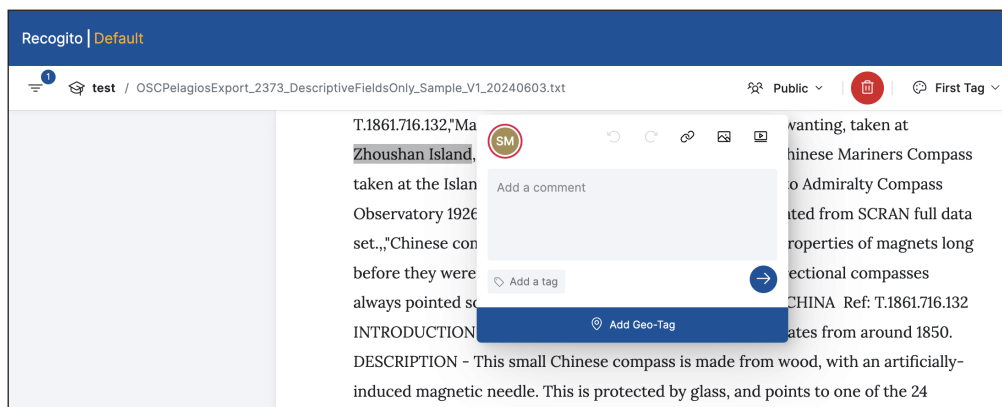 Recogito | Default
1
test / OSCPelagiosExport_2373_DescriptiveFieldsOnly_Sample_V1_20240603.txt
Public
First Tag
T.1861.716.132,"Ma
wanting, taken at
SM
Zhoushan Island,
hinese Mariners Compass
taken at the Islan
Add a comment
to Admiralty Compass
Observatory 1926
ated from SCRAN full data
set.,,"Chinese con
roperties of magnets long
before they were
Add a tag
ectional compasses
always pointed so
CHINA Ref: T.1861.716.132
INTRODUCTION
Add Geo-Tag
ates from around 1850.
DESCRIPTION - This small Chinese compass is made from wood, with an artificially-
induced magnetic needle. This is protected by glass, and points to one of the 24